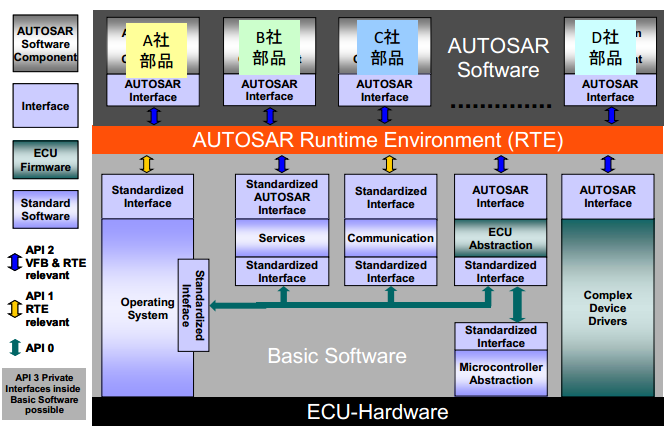 AUTOSAR
Software
Component
Interface
ECU
Firmware
Standard
Software
API 2
VFB & RTE
relevant
API 1
RTE
relevant
API 0
API 3 Private
Interfaces inside
Basic Software
possible
A社
部品
AUTOSAR
Interface
B社
部品
AUTOSAR
Interface
C社
部品
AUTOSAR
Interface
AUTOSAR
Software
D社
部品
AUTOSAR
Interface
AUTOSAR Runtime Environment (RTE)
Standardized
Interface
Operating
System
Standardized
Inteface
Standardized
AUTOSAR
Interface
Services
Standardized
Interface
Standardized
Interface
Communication
Standardized
Interface
AUTOSAR
Interface
ECU
Abstraction
Standardized
Interface
Standardized
Interface
Microcontroller
Abstraction
AUTOSAR
Interface
Complex
Device
Drivers
Basic Software
ECU-Hardware